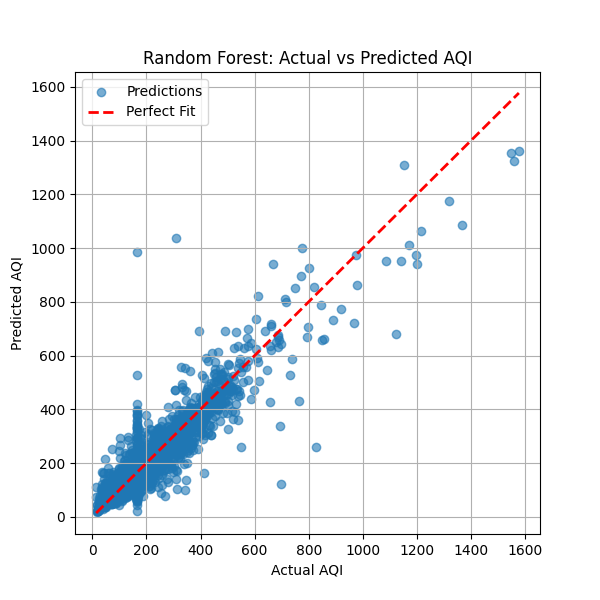 Random Forest: Actual vs Predicted AQI
Predictions
Perfect Fit
1600
1400
1200
1000
800
600
400
200
0
Predicted AQI
0 200 400 600 800 1000 1200 1400 1600
Actual AQI